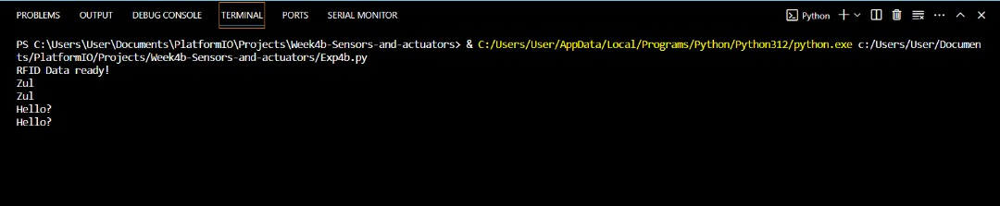 PROBLEMS OUTPUT DEBUG CONSOLE TERMINAL PORTS SERIAL MONITOR Python
PS C:\Users\User\Documents\PlatformIO\Projects\Week4b-Sensors-and-actuators> & C:/Users/User/AppData/Local/Programs/Python/Python312/python.exe c:/Users/User/Documen
ts/PlatformIO/Projects/Week4b-Sensors-and-actuators/Exp4b.py
RFID Data ready!
Zul
Zul
Hello?
Hello?